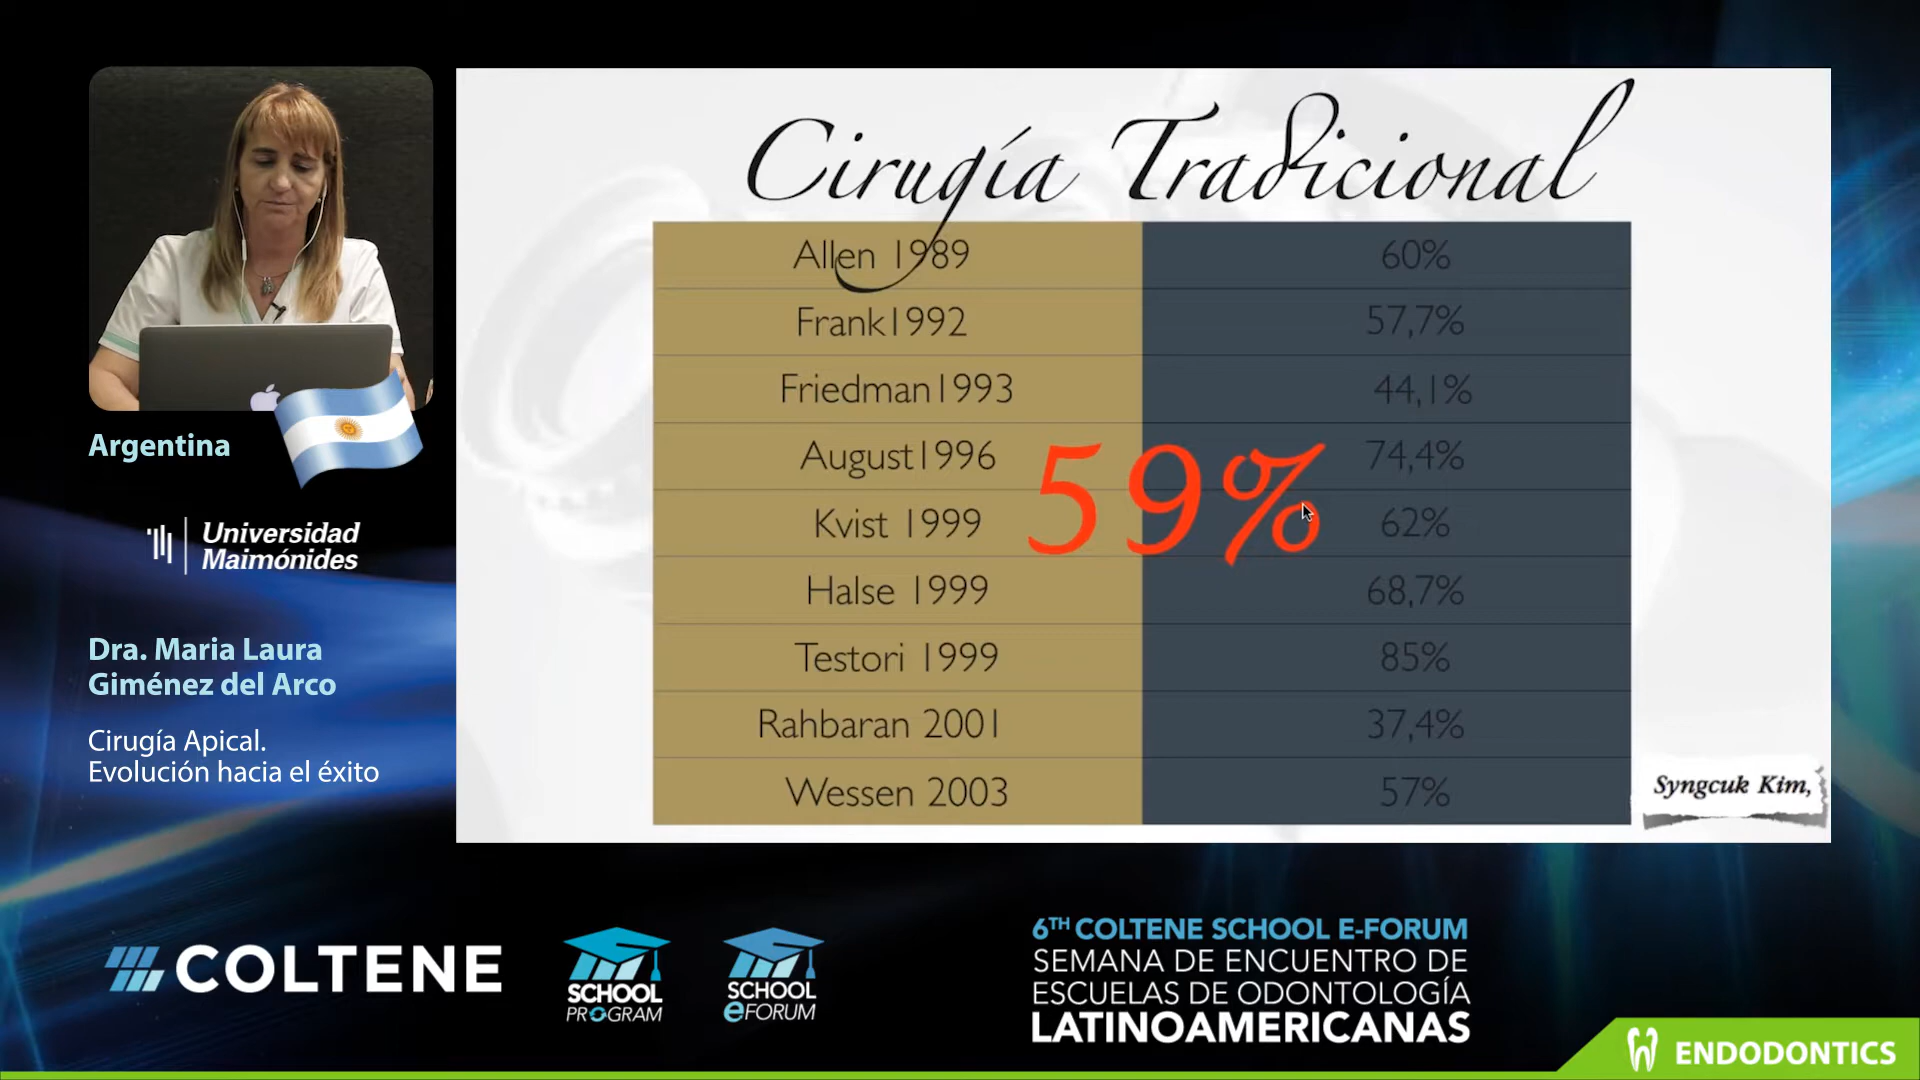 Cirugía Tradicional
Allen 1989 60%
Frank1992 57,7%
Friedman1993 44,1%
August1996 74,4%
59%
Kvist 1999 62%
Halse 1999 68,7%
Testori 1999 85%
Rahbaran 2001 37,4%
Wessen 2003 57%
Syngcuk Kim,
Argentina
Universidad
Maimónides
Dra. Maria Laura
Giménez del Arco
Cirugía Apical.
Evolución hacia el éxito
COLTENE
SCHOOL
PROGRAM
SCHOOL
eFORUM
6TH COLTENE SCHOOL E-FORUM
SEMANA DE ENCUENTRO DE
ESCUELAS DE ODONTOLOGÍA
LATINOAMERICANAS
ENDODONTICS